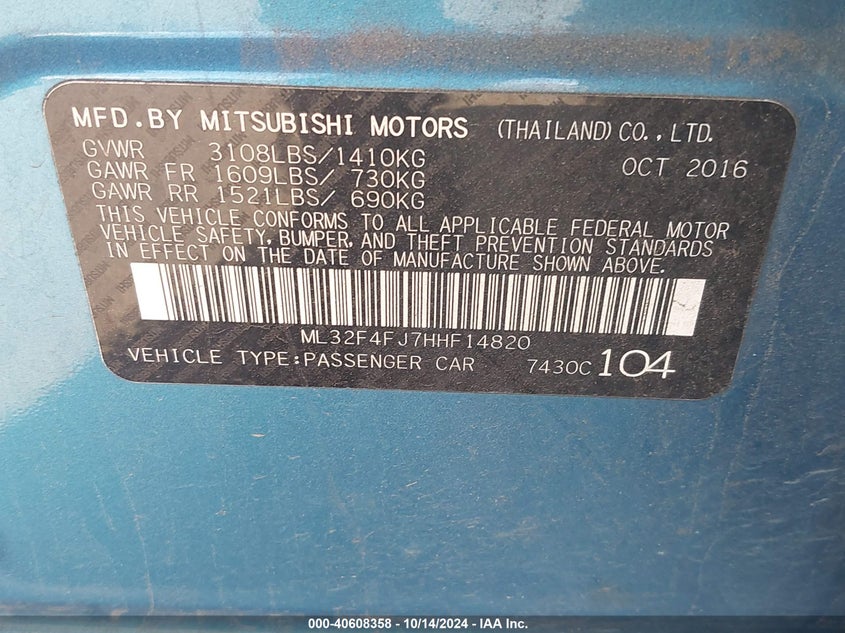 MFD.BY MITSUBISHI MOTORS (THAILAND) CO., LTD.
GVWR 3108LBS/1410KG OCT 2016
GAWR FR 1609LBS/ 730KG
GAWR RR 1521LBS/ 690KG
THIS VEHICLE CONFORMS TO ALL APPLICABLE FEDERAL MOTOR
VEHICLE SAFETY, BUMPER, AND THEFT PREVENTION STANDARDS
IN EFFECT ON THE DATE OF MANUFACTURE SHOWN ABOVE.
ML32F4FJ7HHF14820
VEHICLE TYPE:PASSENGER CAR 7430C 104
000-40608358 | 10/14/2024 - IAA Inc.